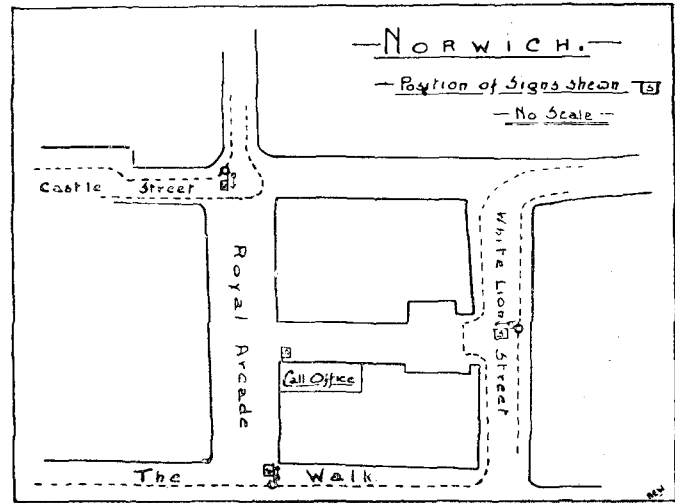 — NORWICH. —
— Position of Signs shewn S
— No Scale —
Castle Street
Royal Arcade
White Lion Street
S
S
Call Office
The Walk